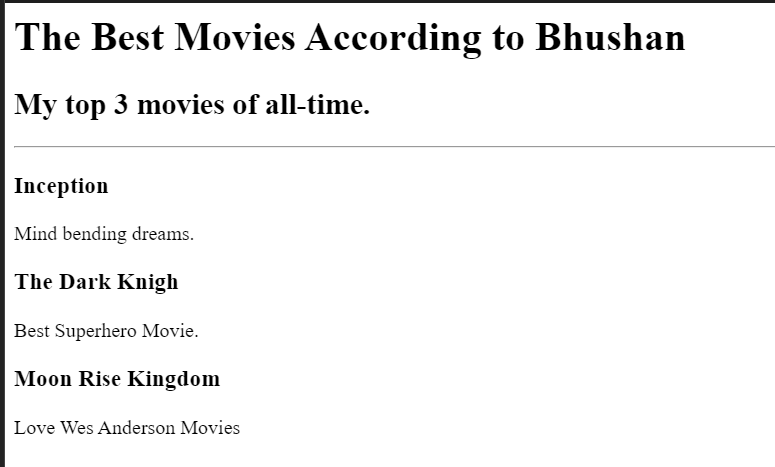 The Best Movies According to Bhushan
My top 3 movies of all-time.
Inception
Mind bending dreams.
The Dark Knigh
Best Superhero Movie.
Moon Rise Kingdom
Love Wes Anderson Movies